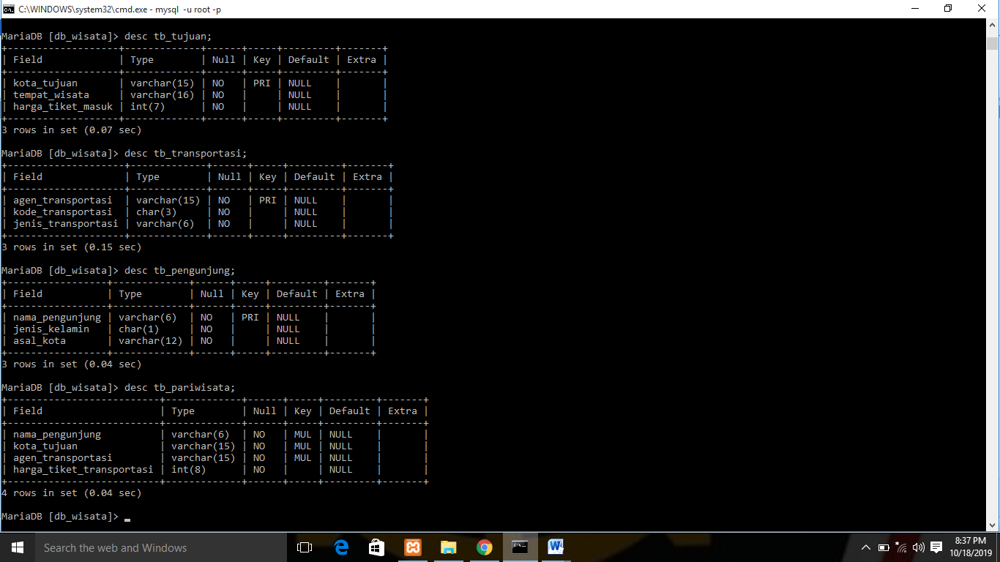 C:\WINDOWS\system32\cmd.exe - mysql  -u root -p
MariaDB [db_wisata]> desc tb_tujuan;
+-------------------+-------------+------+-----+---------+-------+
| Field             | Type        | Null | Key | Default | Extra |
+-------------------+-------------+------+-----+---------+-------+
| kota_tujuan       | varchar(15) | NO   | PRI | NULL    |       |
| tempat_wisata     | varchar(16) | NO   |     | NULL    |       |
| harga_tiket_masuk | int(7)      | NO   |     | NULL    |       |
+-------------------+-------------+------+-----+---------+-------+
3 rows in set (0.07 sec)
MariaDB [db_wisata]> desc tb_transportasi;
+--------------------+-------------+------+-----+---------+-------+
| Field              | Type        | Null | Key | Default | Extra |
+--------------------+-------------+------+-----+---------+-------+
| agen_transportasi  | varchar(15) | NO   | PRI | NULL    |       |
| kode_transportasi  | char(3)     | NO   |     | NULL    |       |
| jenis_transportasi | varchar(6)  | NO   |     | NULL    |       |
+--------------------+-------------+------+-----+---------+-------+
3 rows in set (0.15 sec)
MariaDB [db_wisata]> desc tb_pengunjung;
+-----------------+-------------+------+-----+---------+-------+
| Field           | Type        | Null | Key | Default | Extra |
+-----------------+-------------+------+-----+---------+-------+
| nama_pengunjung | varchar(6)  | NO   | PRI | NULL    |       |
| jenis_kelamin   | char(1)     | NO   |     | NULL    |       |
| asal_kota       | varchar(12) | NO   |     | NULL    |       |
+-----------------+-------------+------+-----+---------+-------+
3 rows in set (0.04 sec)
MariaDB [db_wisata]> desc tb_pariwisata;
+--------------------------+-------------+------+-----+---------+-------+
| Field                    | Type        | Null | Key | Default | Extra |
+--------------------------+-------------+------+-----+---------+-------+
| nama_pengunjung          | varchar(6)  | NO   | MUL | NULL    |       |
| kota_tujuan              | varchar(15) | NO   | MUL | NULL    |       |
| agen_transportasi        | varchar(15) | NO   | MUL | NULL    |       |
| harga_tiket_transportasi | int(8)      | NO   |     | NULL    |       |
+--------------------------+-------------+------+-----+---------+-------+
4 rows in set (0.04 sec)
MariaDB [db_wisata]> _
Search the web and Windows
8:37 PM
10/18/2019